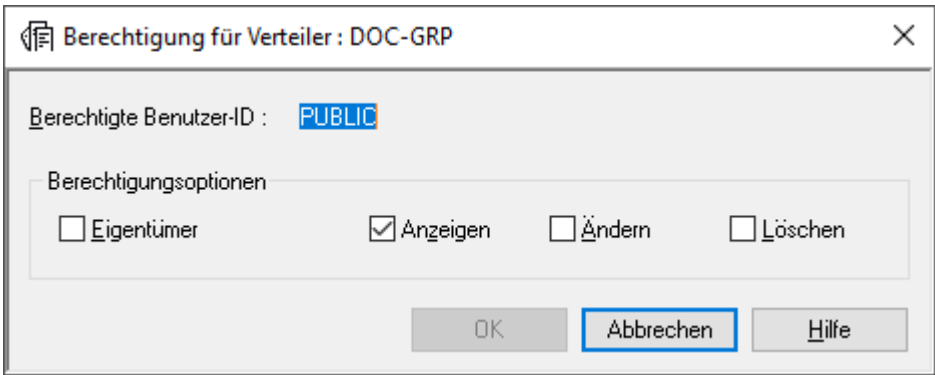 Berechtigung für Verteiler : DOC-GRP
Berechtigte Benutzer-ID : PUBLIC
Berechtigungsoptionen
Eigentümer Anzeigen Ändern Löschen
OK Abbrechen Hilfe